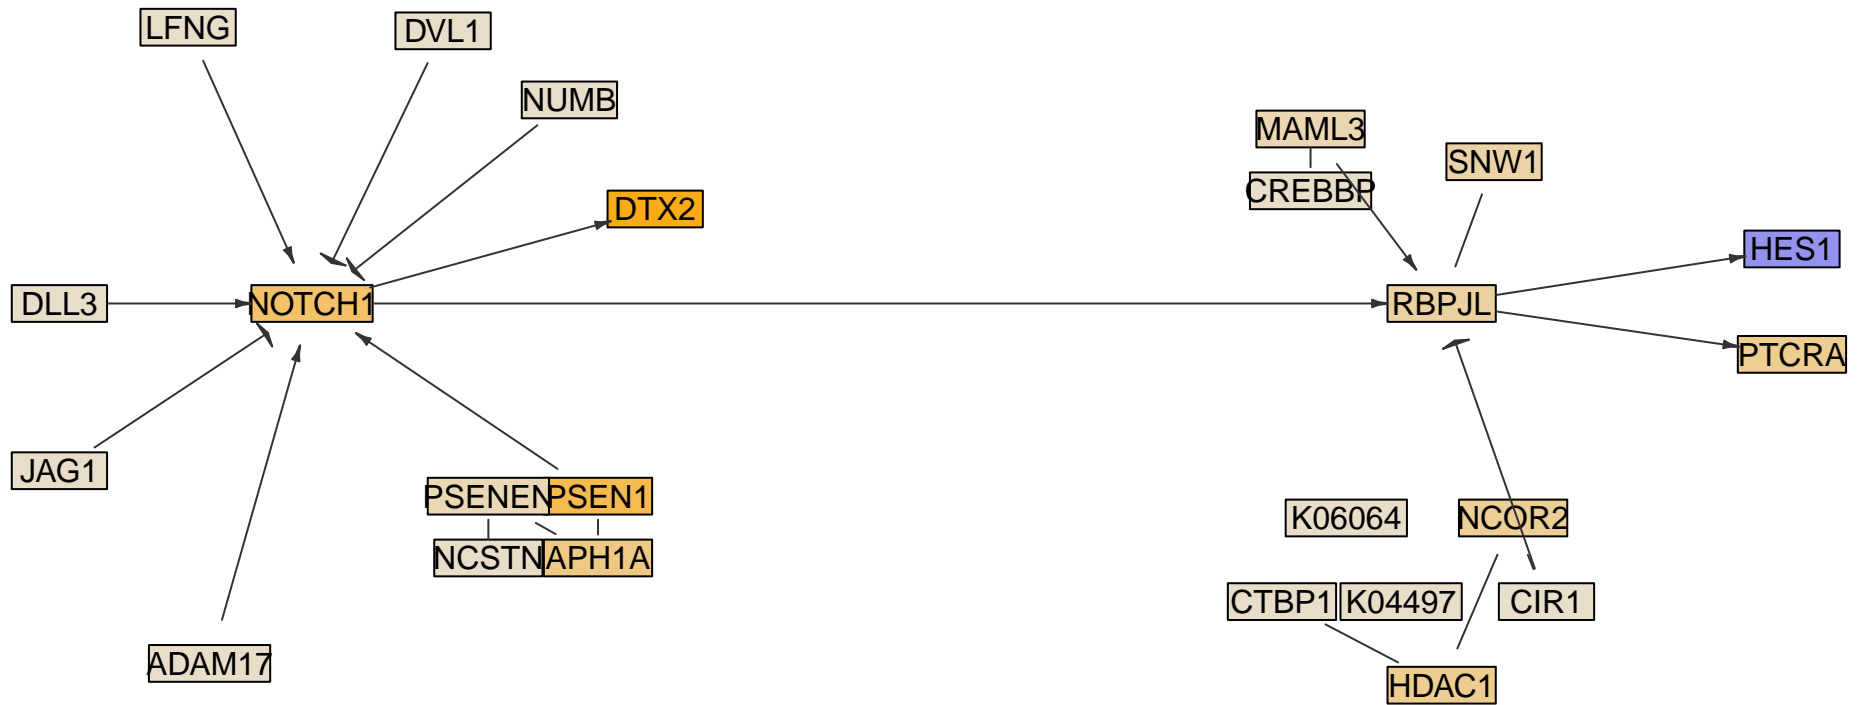 LFNG
DVL1
NUMB
MAML3
SNW1
CREBBP
DTX2
HES1
DLL3
NOTCH1
RBPJL
PTCRA
JAG1
PSENEN
PSEN1
K06064
NCOR2
NCSTN
APH1A
CTBP1
K04497
CIR1
ADAM17
HDAC1